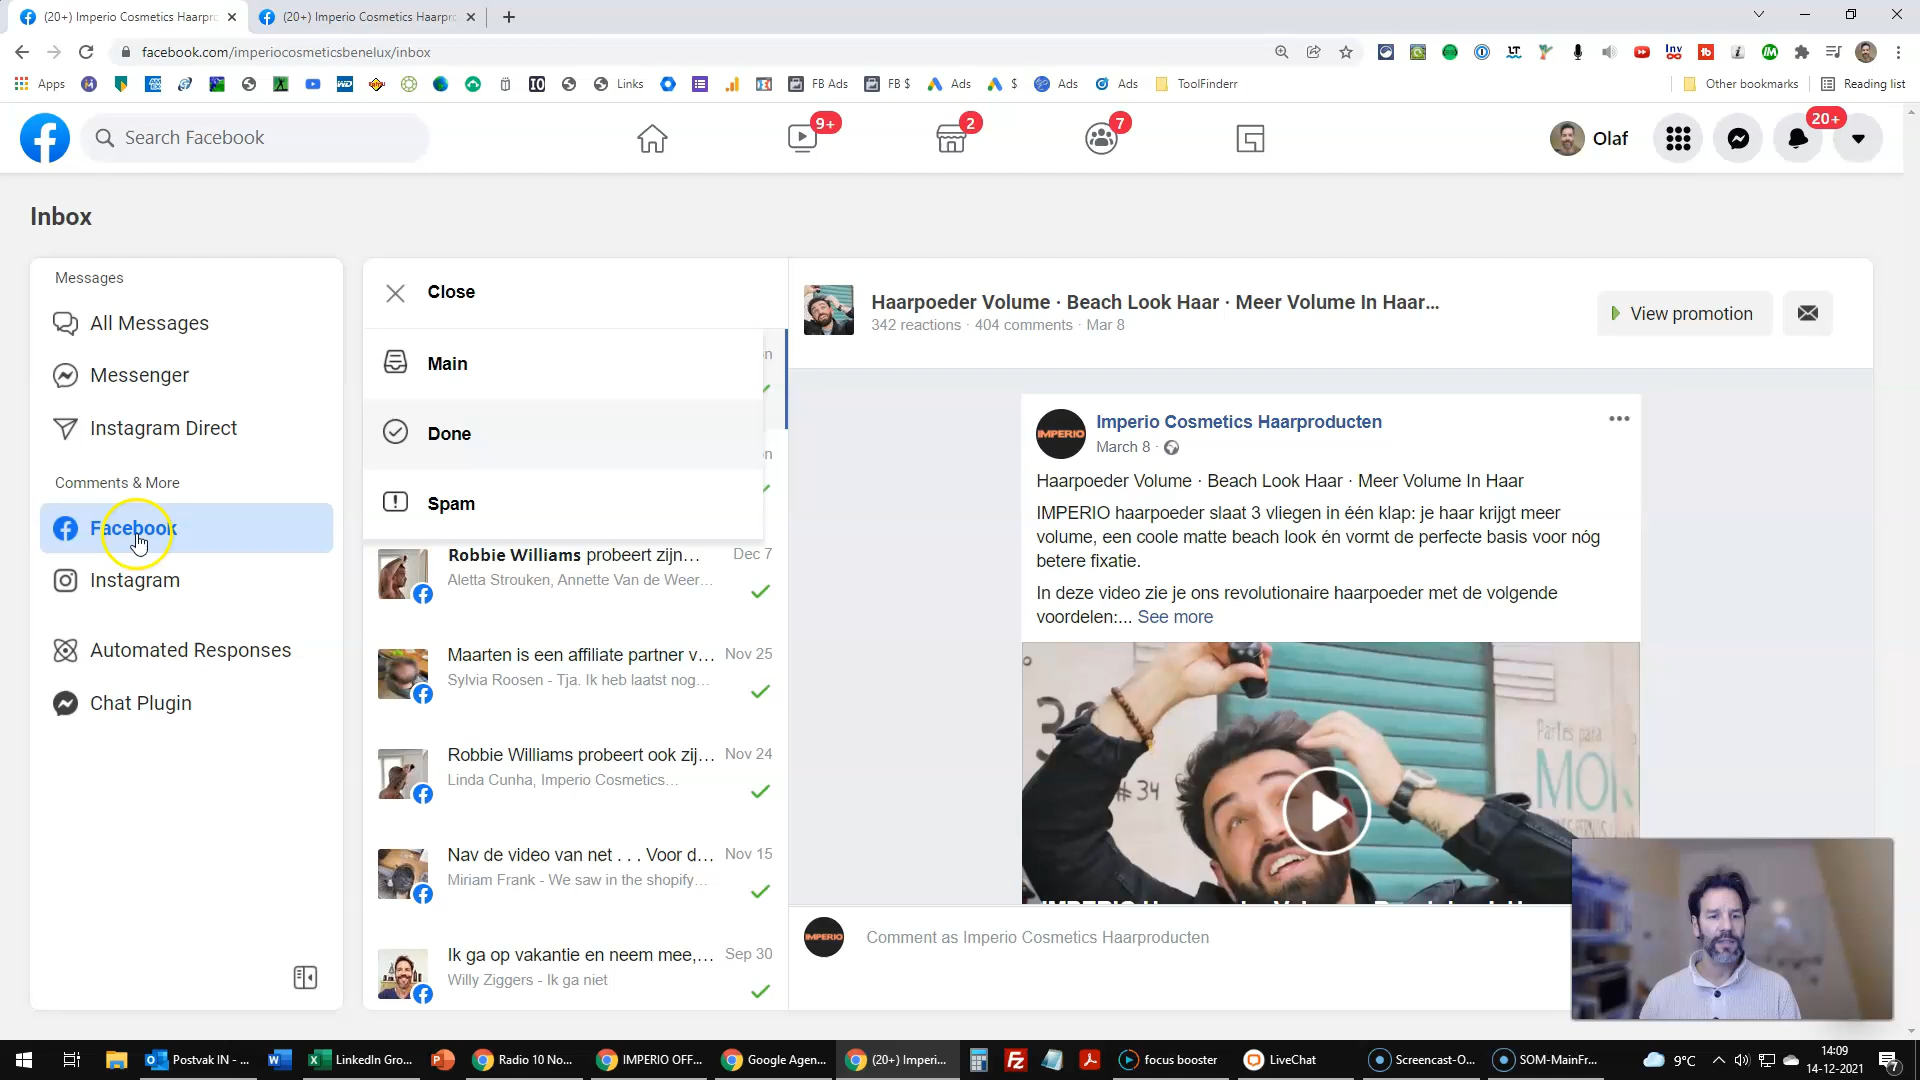 (20+) Imperio Cosmetics Haarpro
(20+) Imperio Cosmetics Haarpro
facebook.com/imperiocosmeticsbenelux/inbox
Apps
Links
FB Ads
FB $
Ads
$
Ads
Ads
ToolFinderr
Other bookmarks
Reading list
Search Facebook
9+
2
7
Olaf
20+
Inbox
Messages
All Messages
Messenger
Instagram Direct
Comments & More
Facebook
Instagram
Automated Responses
Chat Plugin
Close
Main
Done
Spam
Robbie Williams probeert zijn...
Dec 7
Aletta Strouken, Annette Van de Weer...
Maarten is een affiliate partner v...
Nov 25
Sylvia Roosen - Tja. Ik heb laatst nog...
Robbie Williams probeert ook zij...
Nov 24
Linda Cunha, Imperio Cosmetics...
Nav de video van net . . . Voor d...
Nov 15
Miriam Frank - We saw in the shopify...
Ik ga op vakantie en neem mee,...
Sep 30
Willy Ziggers - Ik ga niet
Haarpoeder Volume · Beach Look Haar · Meer Volume In Haar...
342 reactions · 404 comments · Mar 8
View promotion
IMPERIO
Imperio Cosmetics Haarproducten
March 8 ·
Haarpoeder Volume · Beach Look Haar · Meer Volume In Haar
IMPERIO haarpoeder slaat 3 vliegen in één klap: je haar krijgt meer
volume, een coole matte beach look én vormt de perfecte basis voor nóg
betere fixatie.
In deze video zie je ons revolutionaire haarpoeder met de volgende
voordelen:... See more
Partes para
MO
# 34
IMPERIO
Comment as Imperio Cosmetics Haarproducten
Postvak IN - ...
LinkedIn Gro...
Radio 10 No...
IMPERIO OFF...
Google Agen...
(20+) Imperi...
focus booster
LiveChat
Screencast-O...
SOM-MainFr...
9°C
14:09
14-12-2021
7